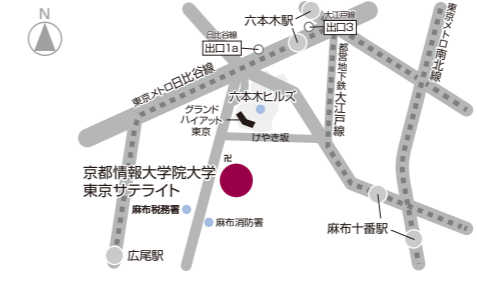 N
六本木駅
大江戸線
出口3
日比谷線
出口1a
東京メトロ日比谷線
都営地下鉄大江戸線
東京メトロ南北線
六本木ヒルズ
グランド
ハイアット
東京
けやき坂
卍
京都情報大学院大学
東京サテライト
麻布税務署
麻布消防署
麻布十番駅
広尾駅